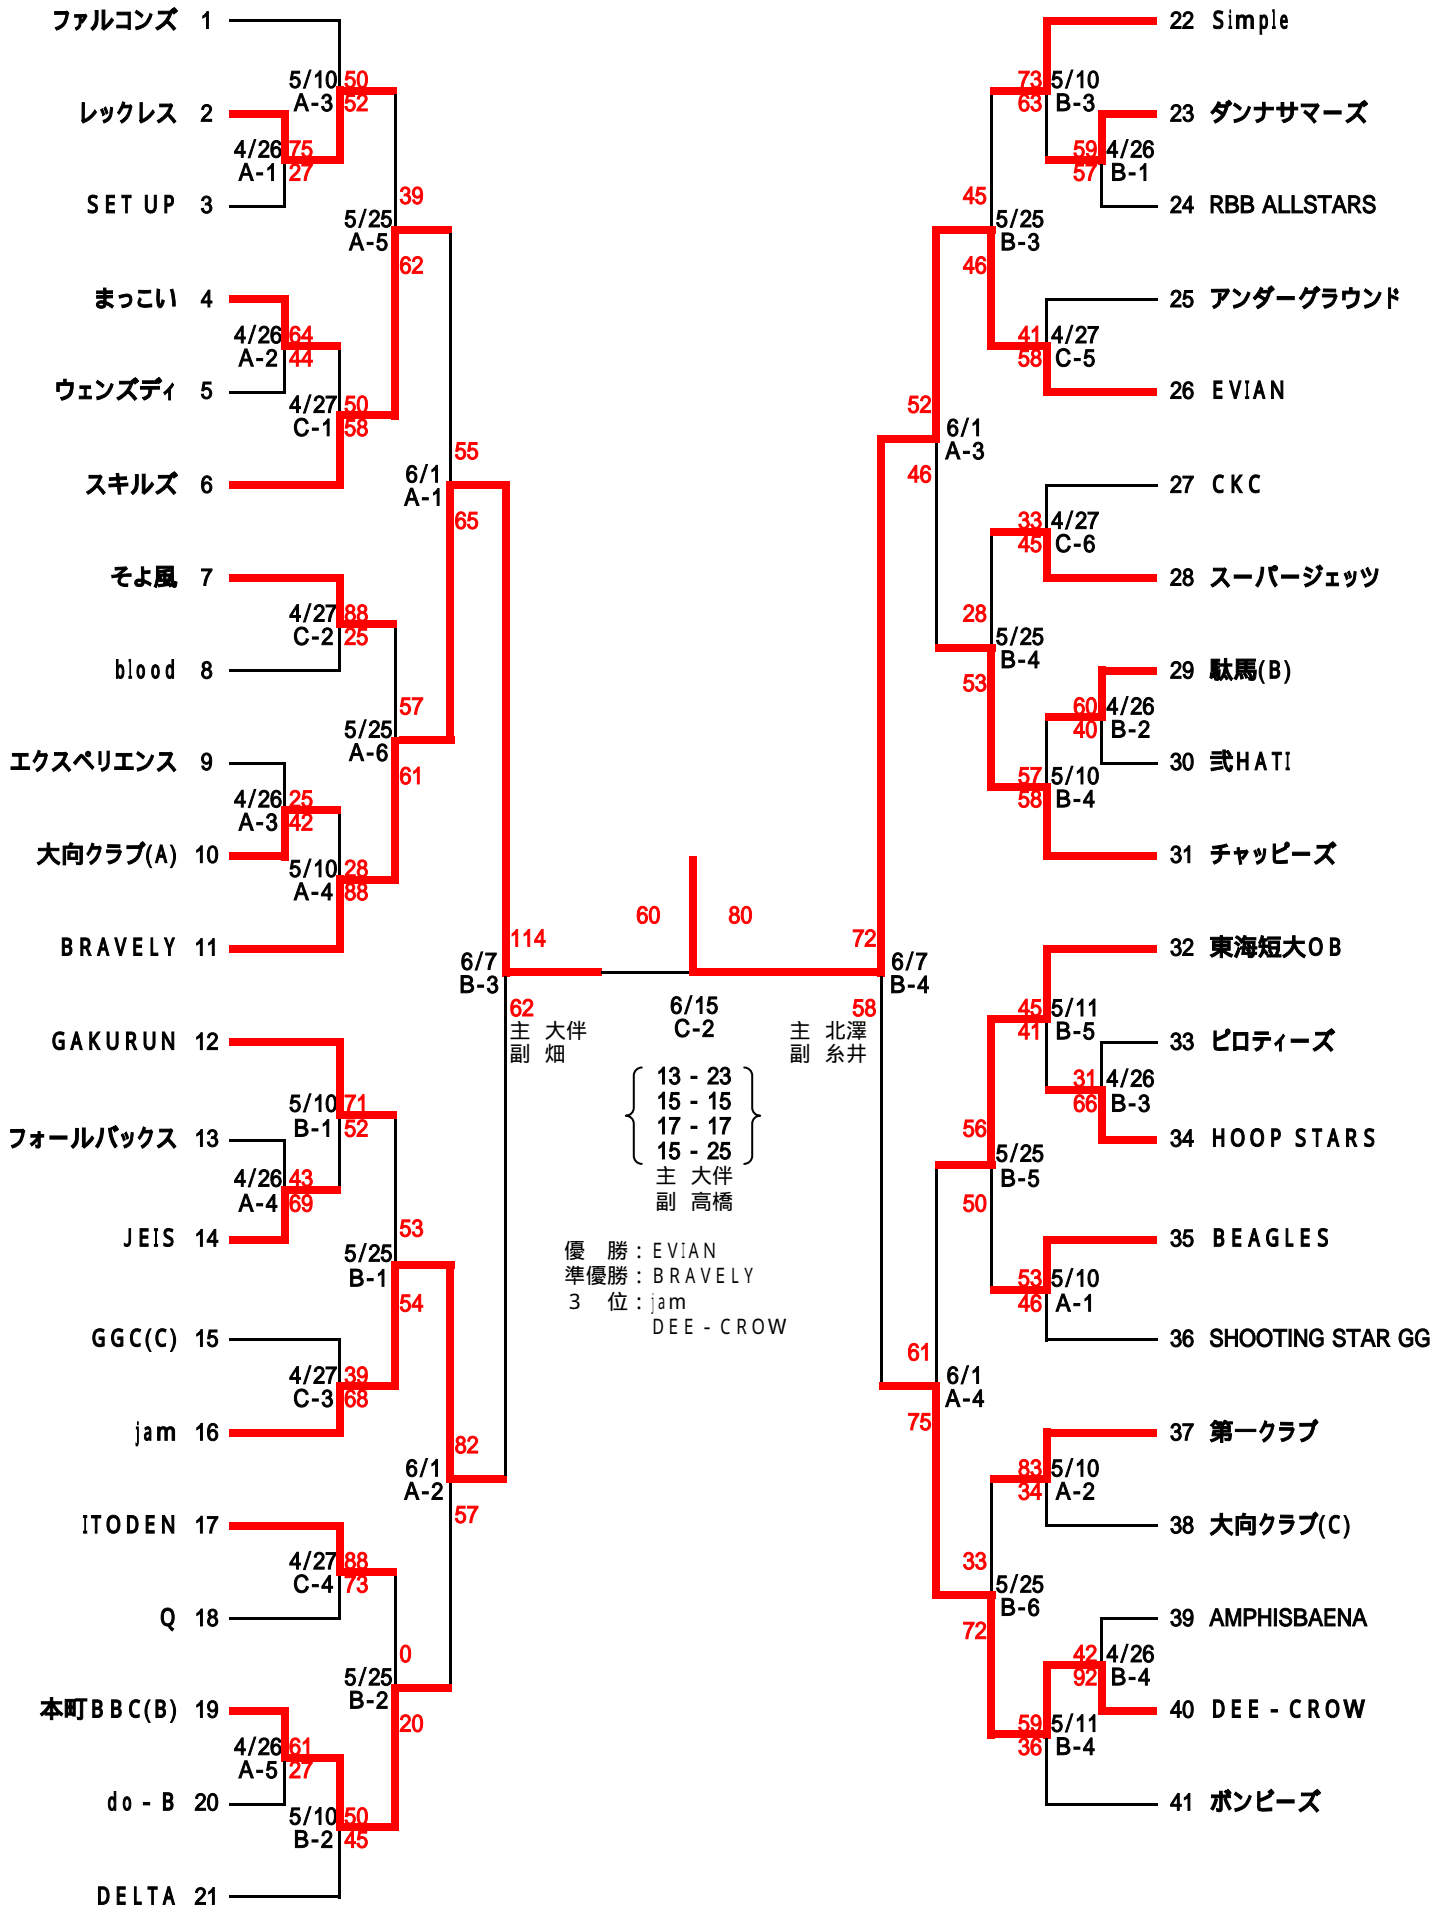 ファルコンズ 1
5/10 50
A-3 52
レックレス 2
4/26 75
A-1 27
SET UP 3
39
5/25
A-5
62
まっこい 4
4/26 64
A-2 44
ウェンズディ 5
4/27 50
C-1 58
スキルズ 6
55
6/1
A-1
65
そよ風 7
4/27 88
C-2 25
blood 8
57
5/25
A-6
61
エクスペリエンス 9
4/26 25
A-3 42
大向クラブ(A) 10
5/10 28
A-4 88
BRAVELY 11
114
6/7
B-3
62
主 大伴
副 畑
GAKURUN 12
5/10 71
B-1 52
フォールバックス 13
4/26 43
A-4 69
JEIS 14
53
5/25
B-1
54
GGC(C) 15
4/27 39
C-3 68
jam 16
82
6/1
A-2
57
ITODEN 17
4/27 88
C-4 73
Q 18
0
5/25
B-2
20
本町BBC(B) 19
4/26 61
A-5 27
do-B 20
5/10 50
B-2 45
DELTA 21
60 80
6/15
C-2
13 - 23
15 - 15
17 - 17
15 - 25
主 大伴
副 高橋
優 勝：EVIAN
準優勝：BRAVELY
3 位：jam
DEE-CROW
22 Simple
73 5/10
63 B-3
23 ダンナサマーズ
59 4/26
57 B-1
24 RBB ALLSTARS
45
5/25
B-3
46
25 アンダーグラウンド
41 4/27
58 C-5
26 EVIAN
52
6/1
A-3
46
27 CKC
33 4/27
45 C-6
28 スーパージェッツ
28
5/25
B-4
53
29 駄馬(B)
60 4/26
40 B-2
30 弐HATI
57 5/10
58 B-4
31 チャッピーズ
72
6/7
B-4
58
主 北澤
副 糸井
32 東海短大OB
45 5/11
41 B-5
33 ピロティーズ
31 4/26
66 B-3
34 HOOP STARS
56
5/25
B-5
50
35 BEAGLES
53 5/10
46 A-1
36 SHOOTING STAR GG
61
6/1
A-4
75
37 第一クラブ
83 5/10
34 A-2
38 大向クラブ(C)
33
5/25
B-6
72
39 AMPHISBAENA
42 4/26
92 B-4
40 DEE-CROW
59 5/11
36 B-4
41 ボンビーズ